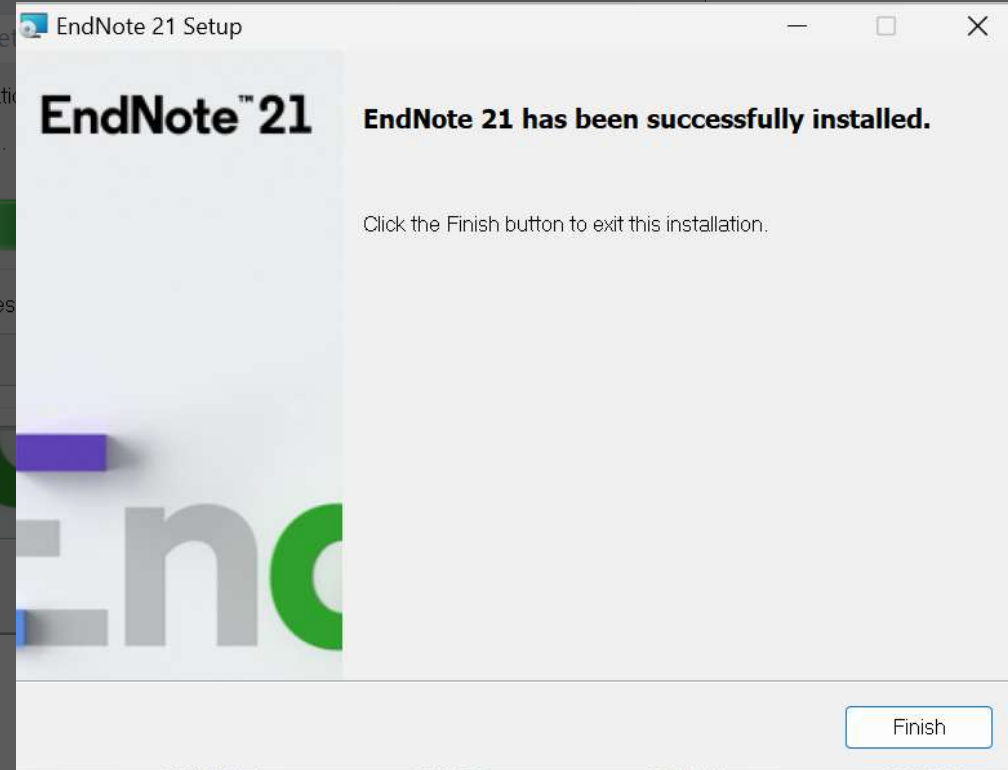 EndNote 21 Setup
EndNote™21
EndNote 21 has been successfully installed.
Click the Finish button to exit this installation.
End
Finish